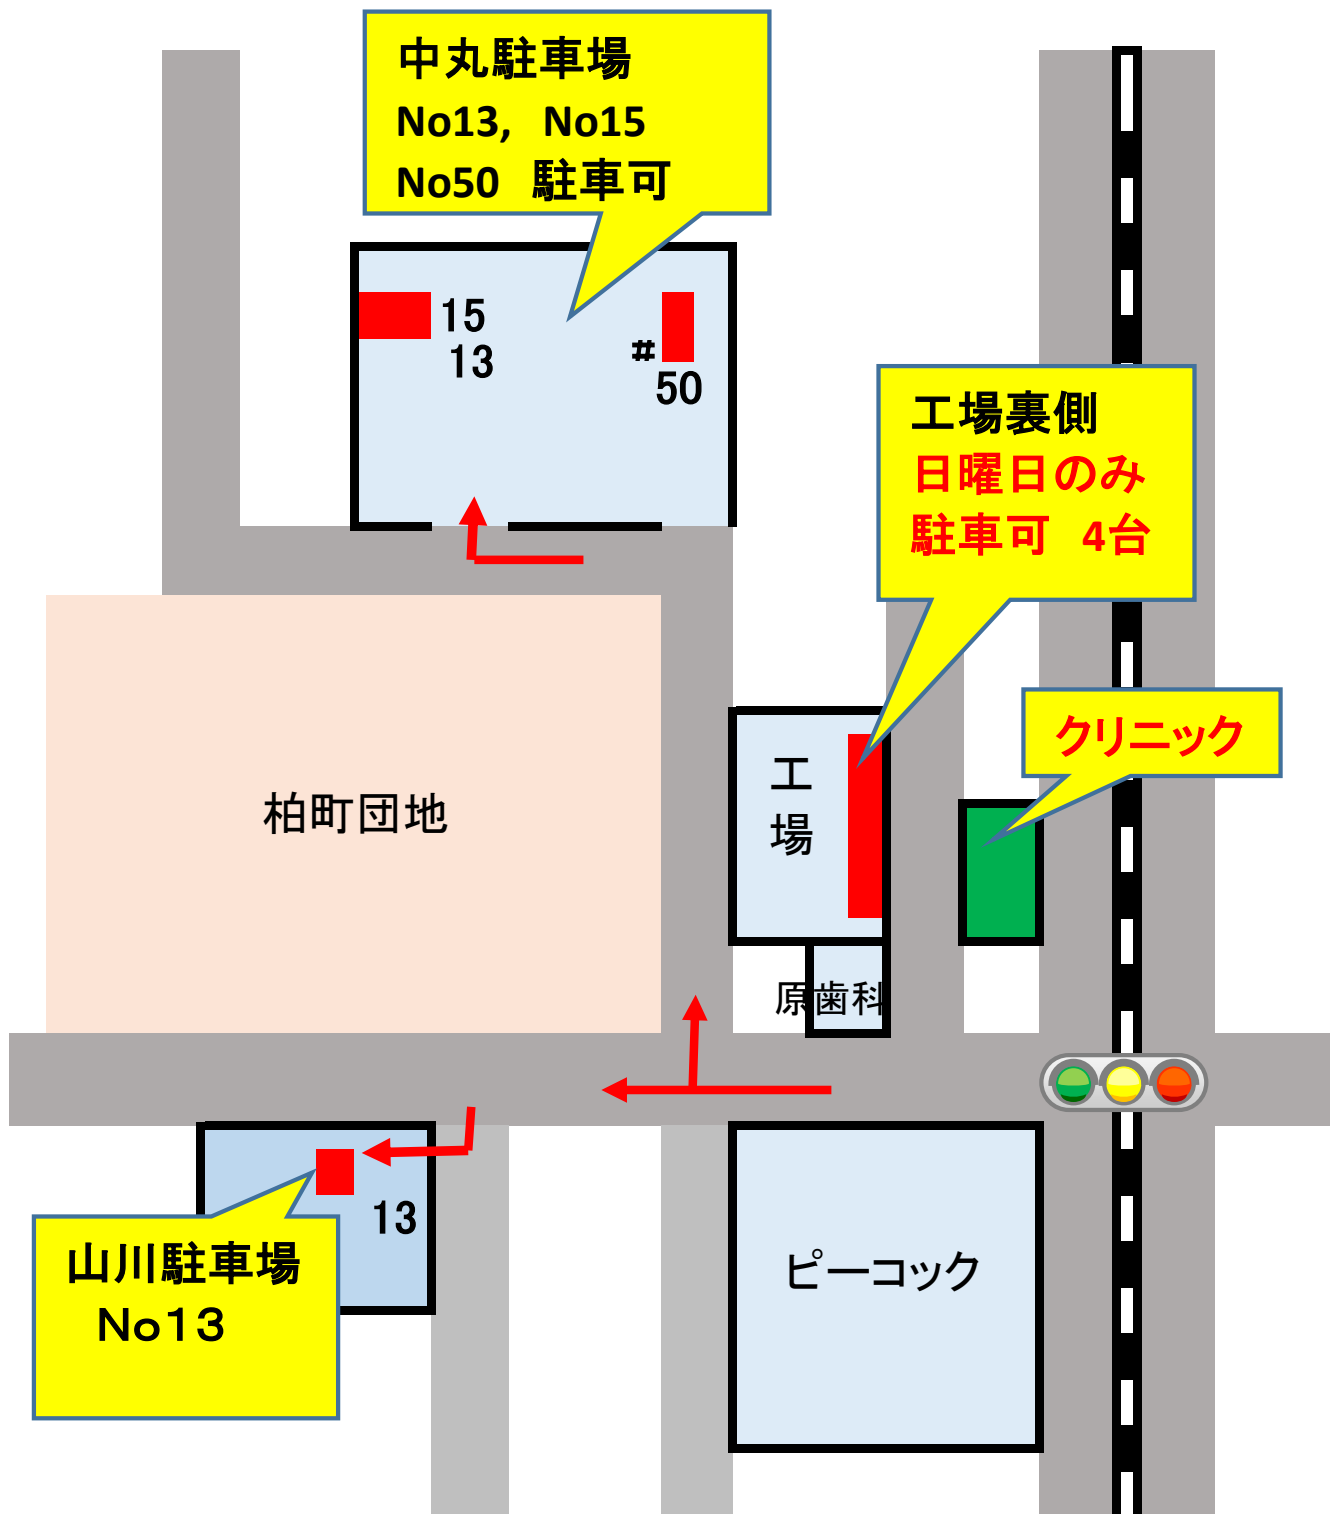 中丸駐車場
No13, No15
No50 駐車可
15
13
#
50
工場裏側
日曜日のみ
駐車可 4台
クリニック
工
場
柏町団地
原歯科
13
山川駐車場
No13
ピーコック